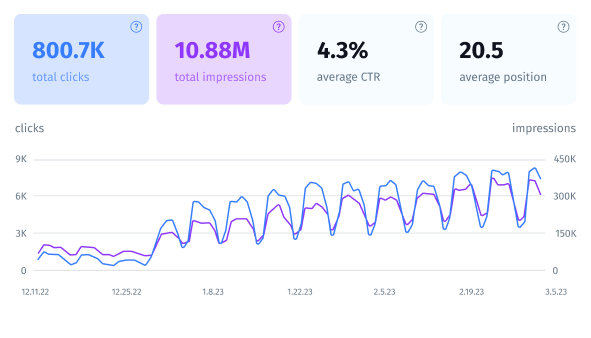 800.7K
total clicks
10.88M
total impressions
4.3%
average CTR
20.5
average position
clicks
impressions
9K
450K
6K
300K
3K
150K
0
0
12.11.22
12.25.22
1.8.23
1.22.23
2.5.23
2.19.23
3.5.23